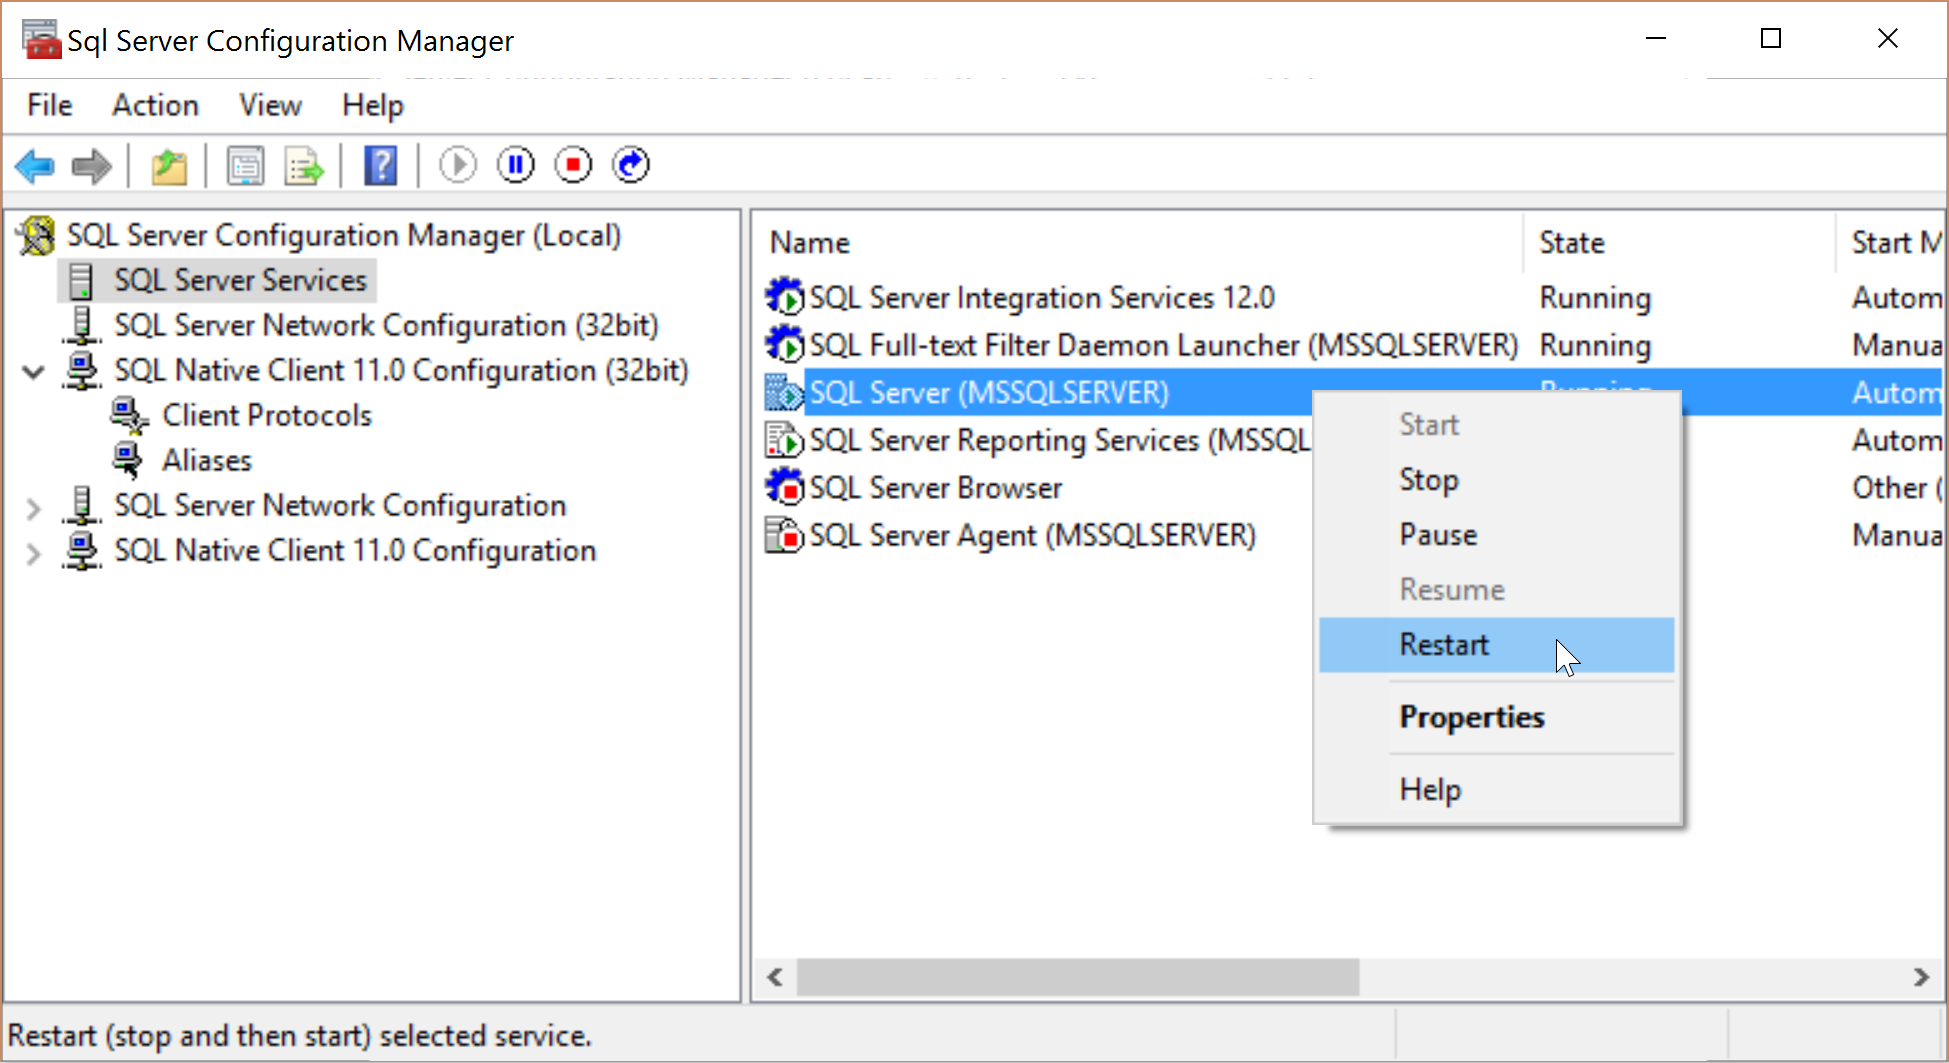 Sql Server Configuration Manager
File Action View Help
SQL Server Configuration Manager (Local)
SQL Server Services
SQL Server Network Configuration (32bit)
SQL Native Client 11.0 Configuration (32bit)
Client Protocols
Aliases
SQL Server Network Configuration
SQL Native Client 11.0 Configuration
Name State Start M
SQL Server Integration Services 12.0 Running Autom
SQL Full-text Filter Daemon Launcher (MSSQLSERVER) Running Manua
SQL Server (MSSQLSERVER) Running Autom
SQL Server Reporting Services (MSSQL Autom
SQL Server Browser Other (
SQL Server Agent (MSSQLSERVER) Manua
Start
Stop
Pause
Resume
Restart
Properties
Help
Restart (stop and then start) selected service.